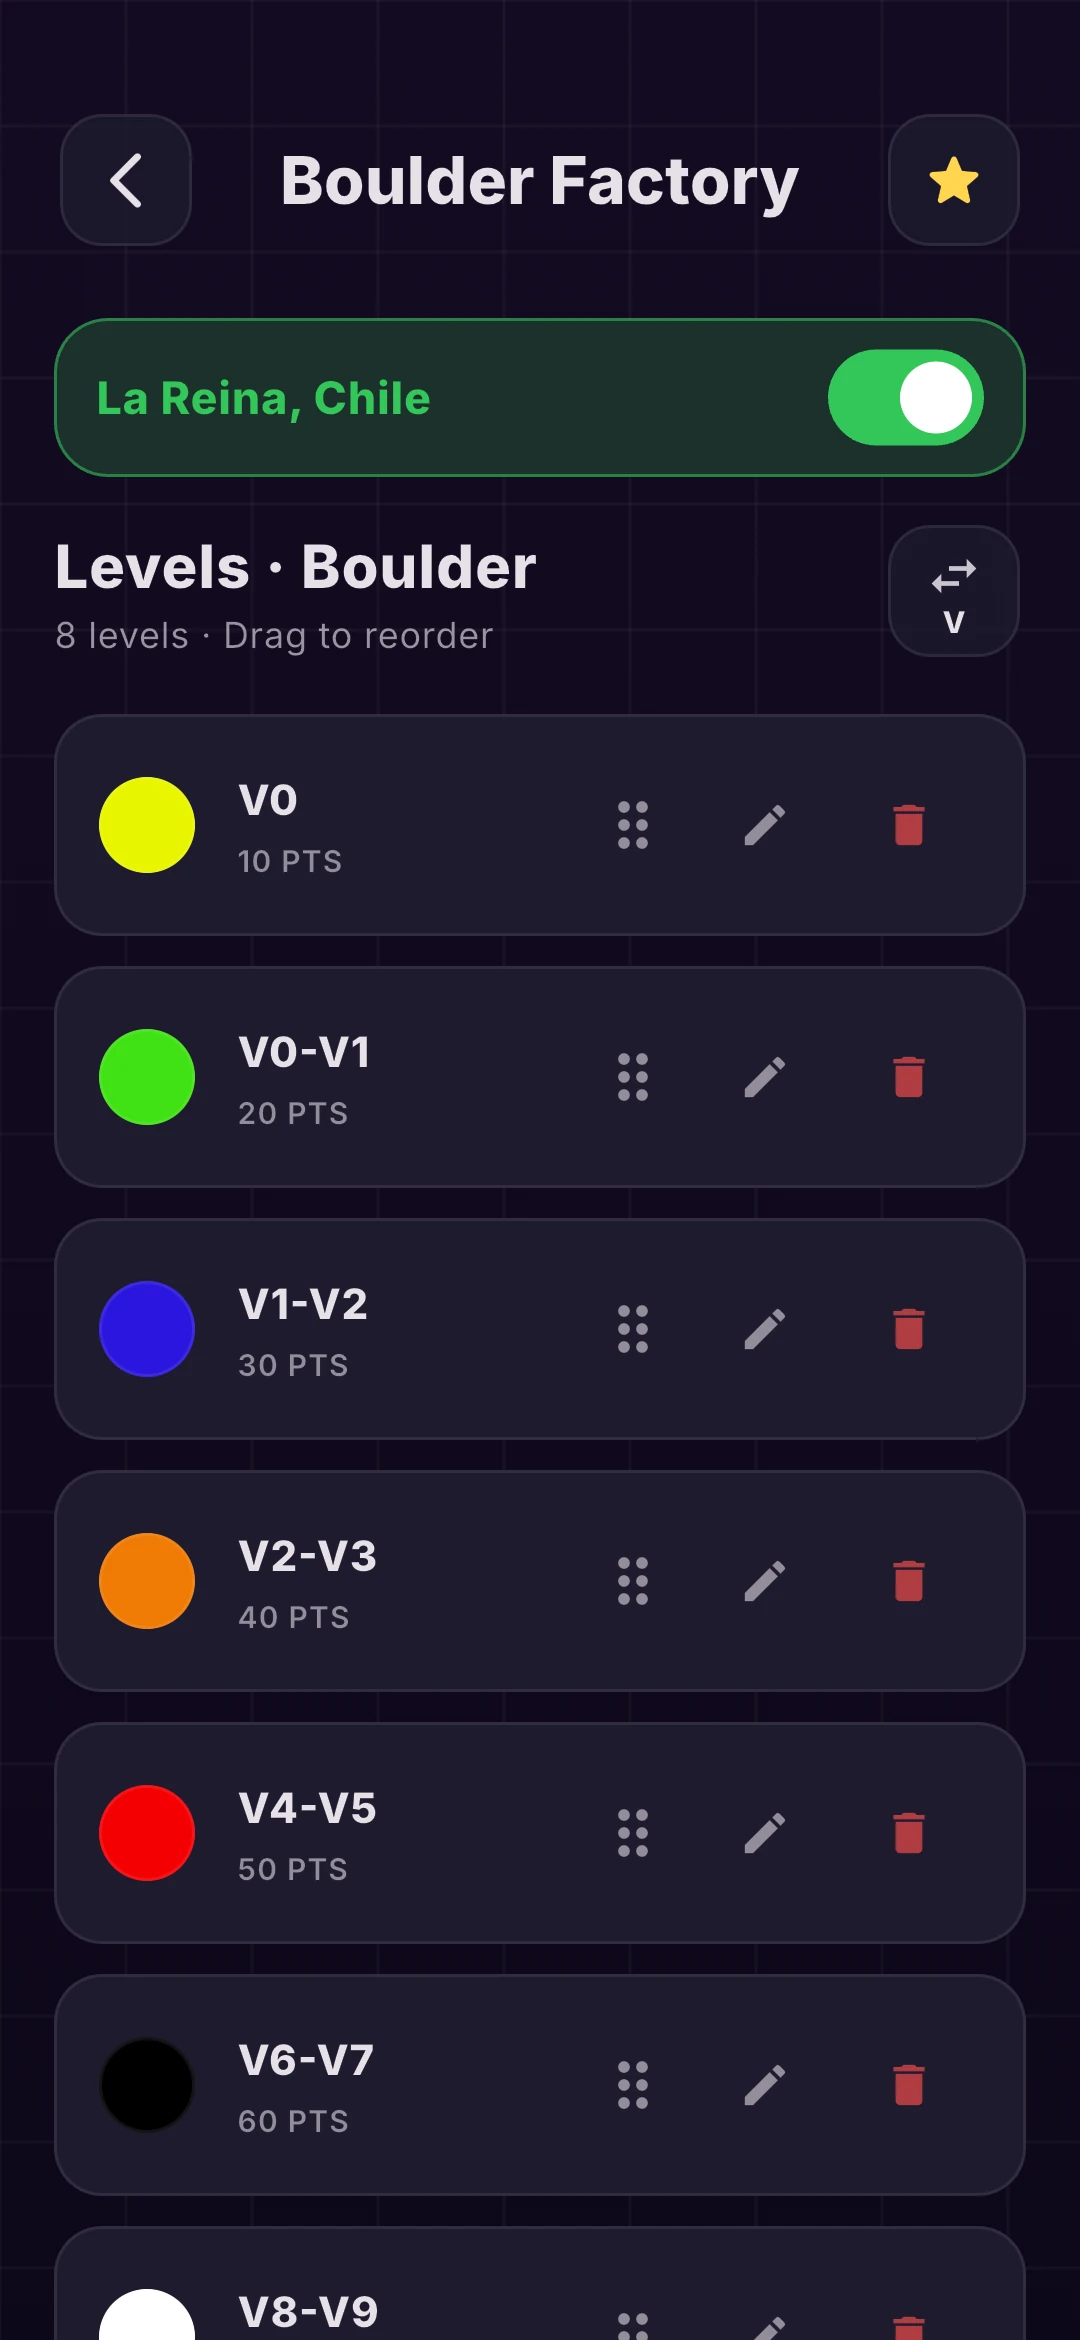 Boulder Factory
La Reina, Chile
Levels · Boulder
8 levels · Drag to reorder
V
V0
10 PTS
V0-V1
20 PTS
V1-V2
30 PTS
V2-V3
40 PTS
V4-V5
50 PTS
V6-V7
60 PTS
V8-V9